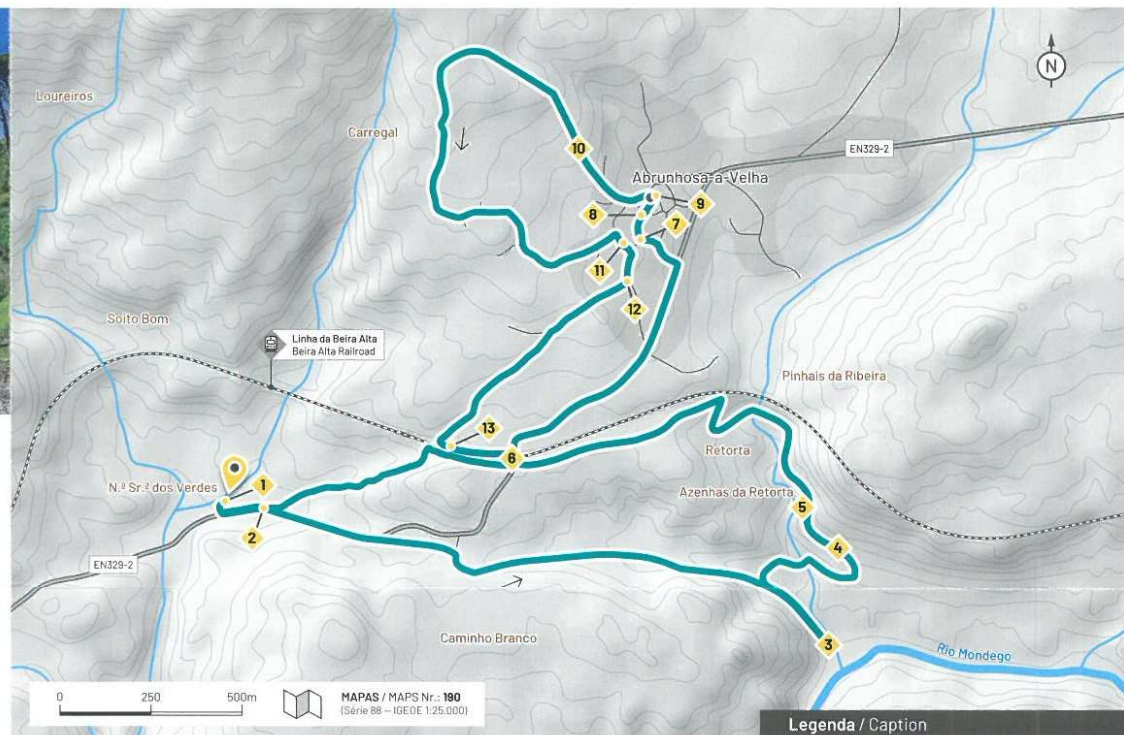 N
Loureiros
Carregal
EN329-2
10
Abrunhosa-a-Velha
8
9
7
11
12
Soito Bom
Linha da Beira Alta
Beira Alta Railroad
Pinhais da Ribeira
13
6
Retorta
N.ª Sr.ª dos Verdes
1
Azenhas da Retorta
5
2
4
EN329-2
Caminho Branco
3
Rio Mondego
0 250 500m
MAPAS / MAPS Nr.: 190
(Série 88 – IGEOE 1:25.000)
Legenda / Caption